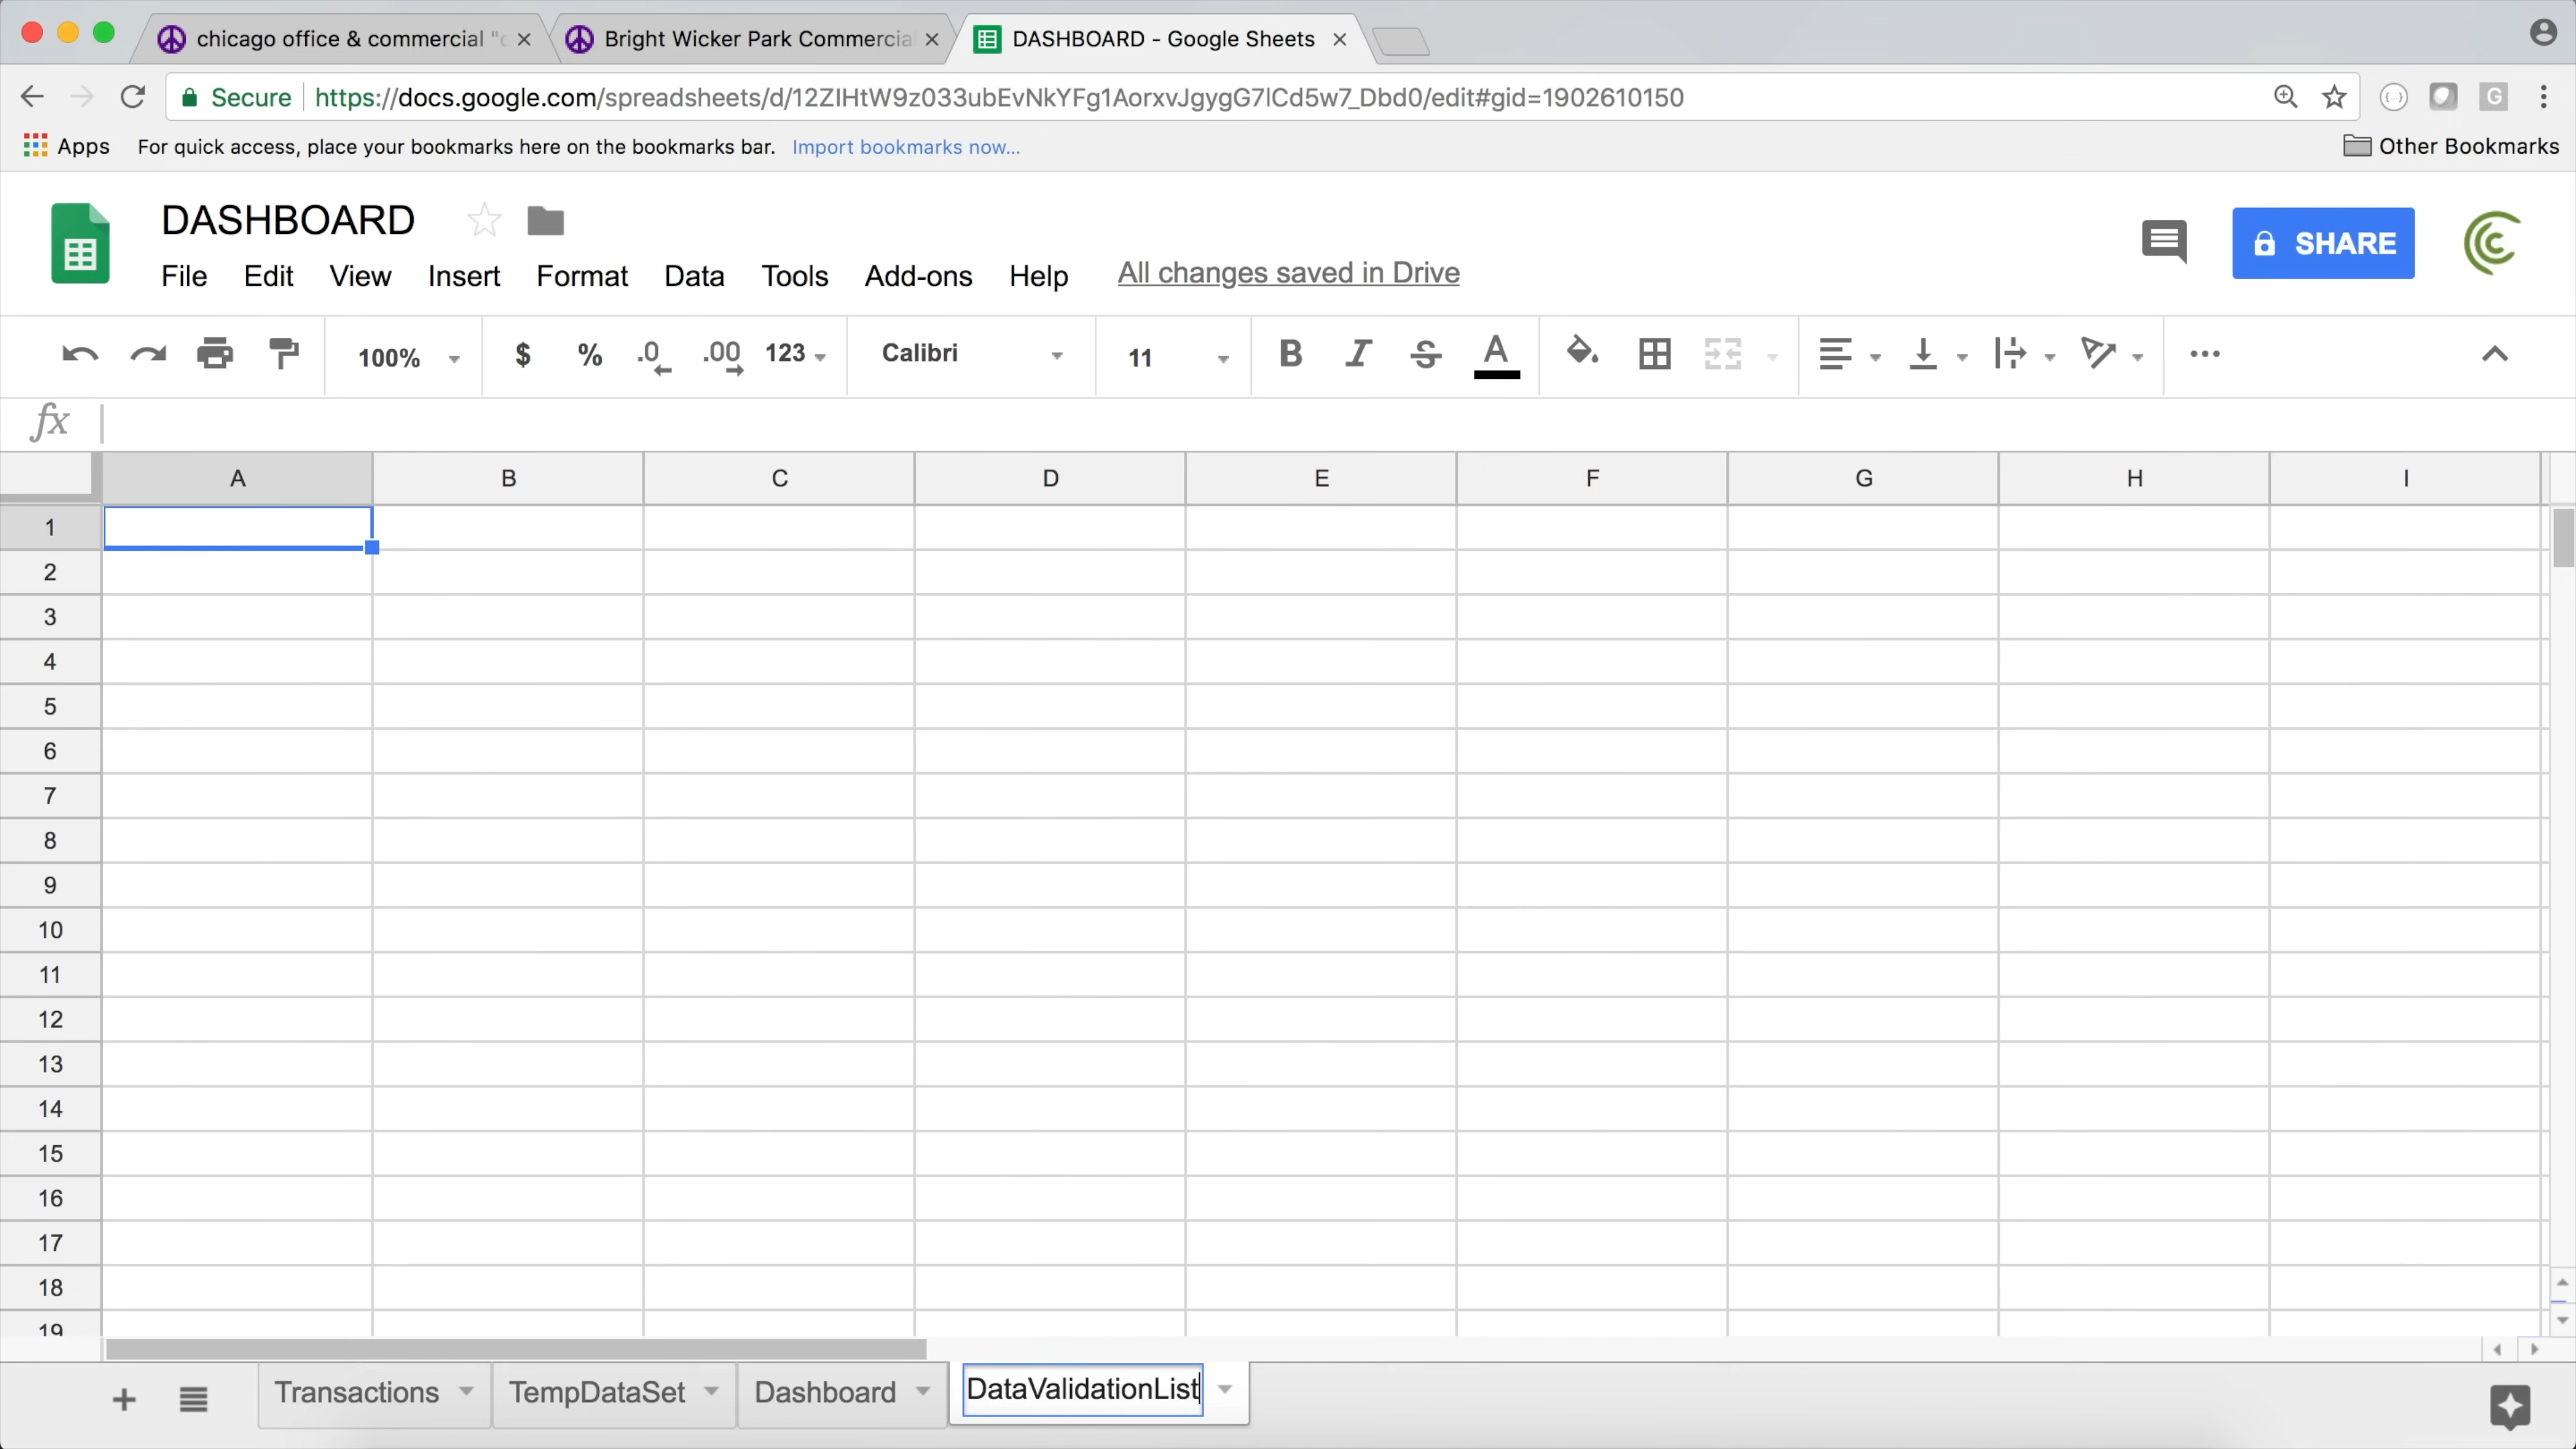 chicago office & commercial "c
Bright Wicker Park Commercial
DASHBOARD - Google Sheets
Secure https://docs.google.com/spreadsheets/d/12ZIHtW9z033ubEvNkYFg1AorxvJgygG7lCd5w7_Dbd0/edit#gid=1902610150
Apps For quick access, place your bookmarks here on the bookmarks bar. Import bookmarks now... Other Bookmarks
DASHBOARD
File Edit View Insert Format Data Tools Add-ons Help All changes saved in Drive
SHARE
100% $ % .0 .00 123 Calibri 11 B I S A
fx
A B C D E F G H I
1
2
3
4
5
6
7
8
9
10
11
12
13
14
15
16
17
18
19
Transactions TempDataSet Dashboard DataValidationList